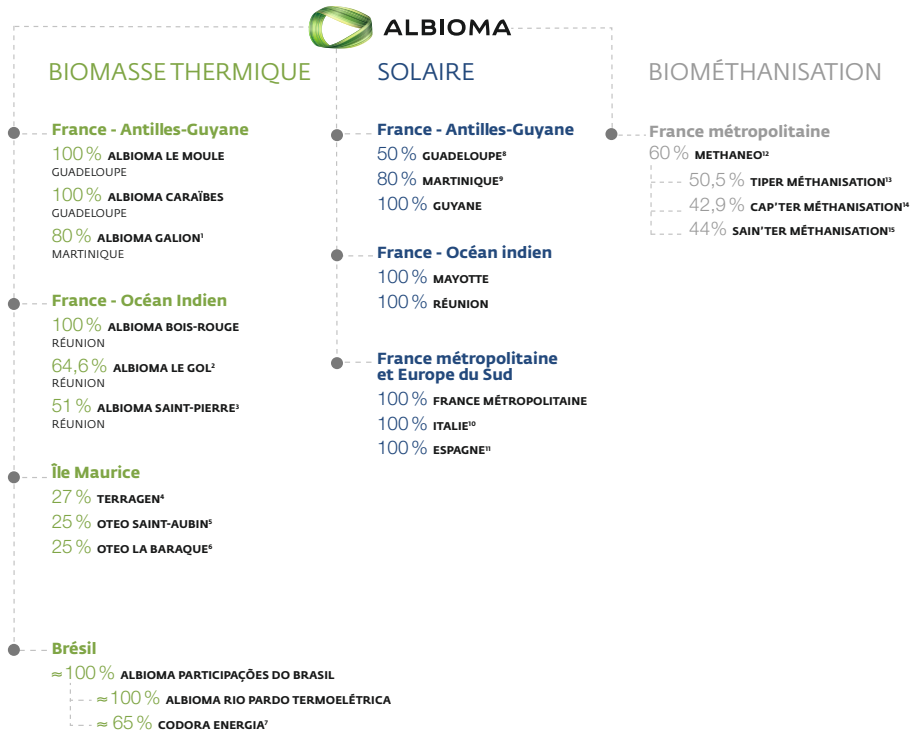 ALBIOMA
BIOMASSE THERMIQUE
France - Antilles-Guyane
100 % ALBIOMA LE MOULE
GUADELOUPE
100 % ALBIOMA CARAÏBES
GUADELOUPE
80 % ALBIOMA GALION¹
MARTINIQUE
France - Océan Indien
100 % ALBIOMA BOIS-ROUGE
RÉUNION
64,6 % ALBIOMA LE GOL²
RÉUNION
51 % ALBIOMA SAINT-PIERRE³
RÉUNION
Île Maurice
27 % TERRAGEN⁴
25 % OTEO SAINT-AUBIN⁵
25 % OTEO LA BARAQUE⁶
Brésil
≈ 100 % ALBIOMA PARTICIPAÇÕES DO BRASIL
≈ 100 % ALBIOMA RIO PARDO TERMOELÉTRICA
≈ 65 % CODORA ENERGIA⁷
SOLAIRE
France - Antilles-Guyane
50 % GUADELOUPE⁸
80 % MARTINIQUE⁹
100 % GUYANE
France - Océan indien
100 % MAYOTTE
100 % RÉUNION
France métropolitaine
et Europe du Sud
100 % FRANCE MÉTROPOLITAINE
100 % ITALIE¹⁰
100 % ESPAGNE¹¹
BIOMÉTHANISATION
France métropolitaine
60 % METHANEO¹²
50,5 % TIPER MÉTHANISATION¹³
42,9 % CAP'TER MÉTHANISATION¹⁴
44% SAIN'TER MÉTHANISATION¹⁵